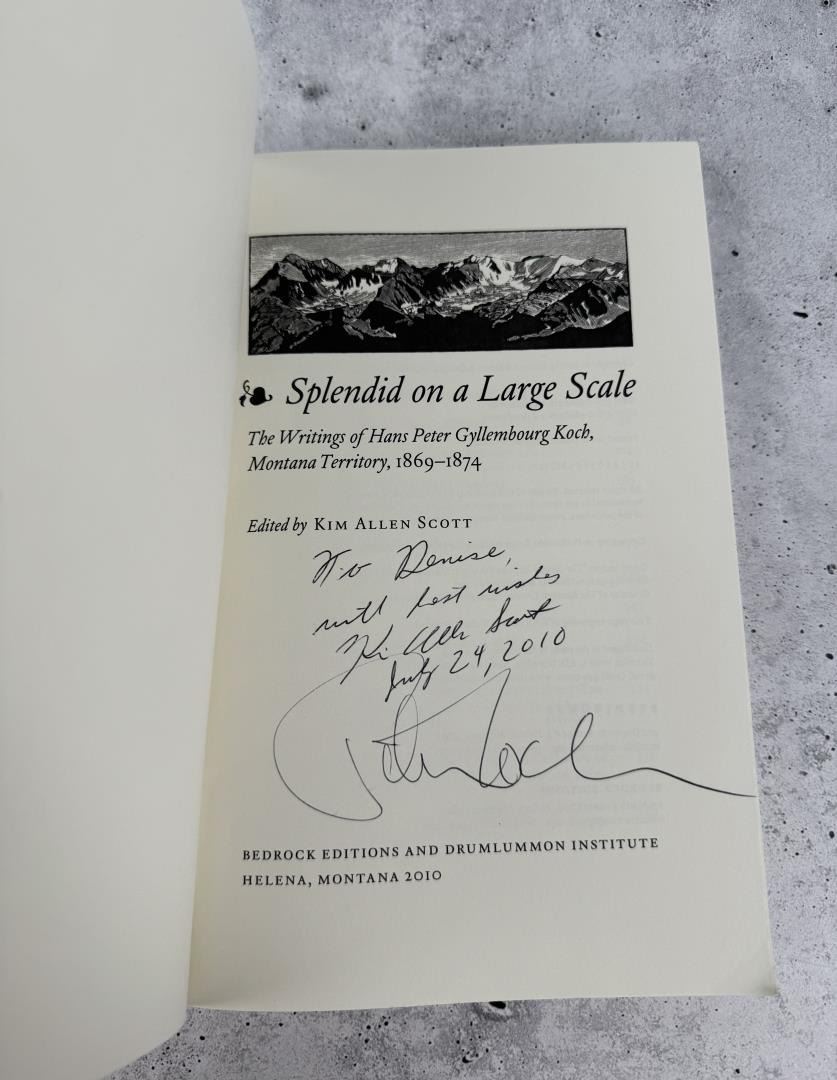 Splendid on a Large Scale
The Writings of Hans Peter Gyllembourg Koch,
Montana Territory, 1869–1874
Edited by KIM ALLEN SCOTT
To Denise,
with best wishes
Kim Allen Scott
July 24, 2010
Koch
BEDROCK EDITIONS AND DRUMLUMMON INSTITUTE
HELENA, MONTANA 2010